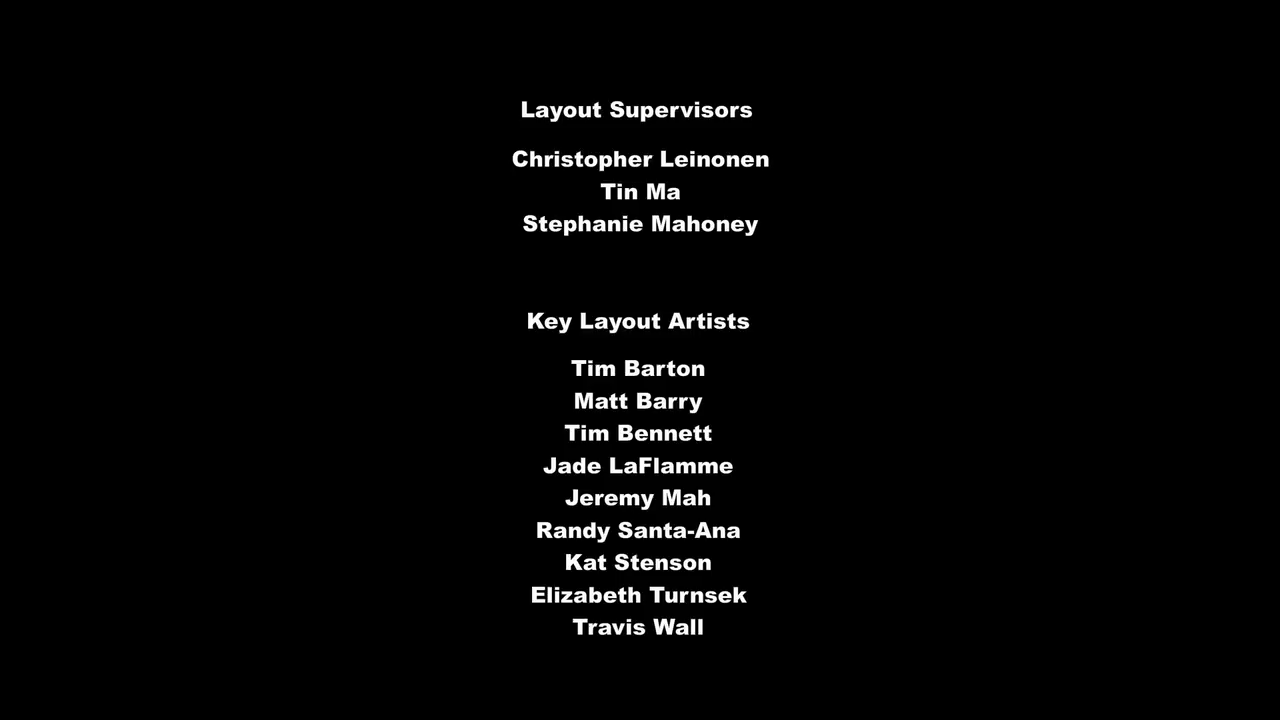 Layout Supervisors
Christopher Leinonen
Tin Ma
Stephanie Mahoney
Key Layout Artists
Tim Barton
Matt Barry
Tim Bennett
Jade LaFlamme
Jeremy Mah
Randy Santa-Ana
Kat Stenson
Elizabeth Turnsek
Travis Wall